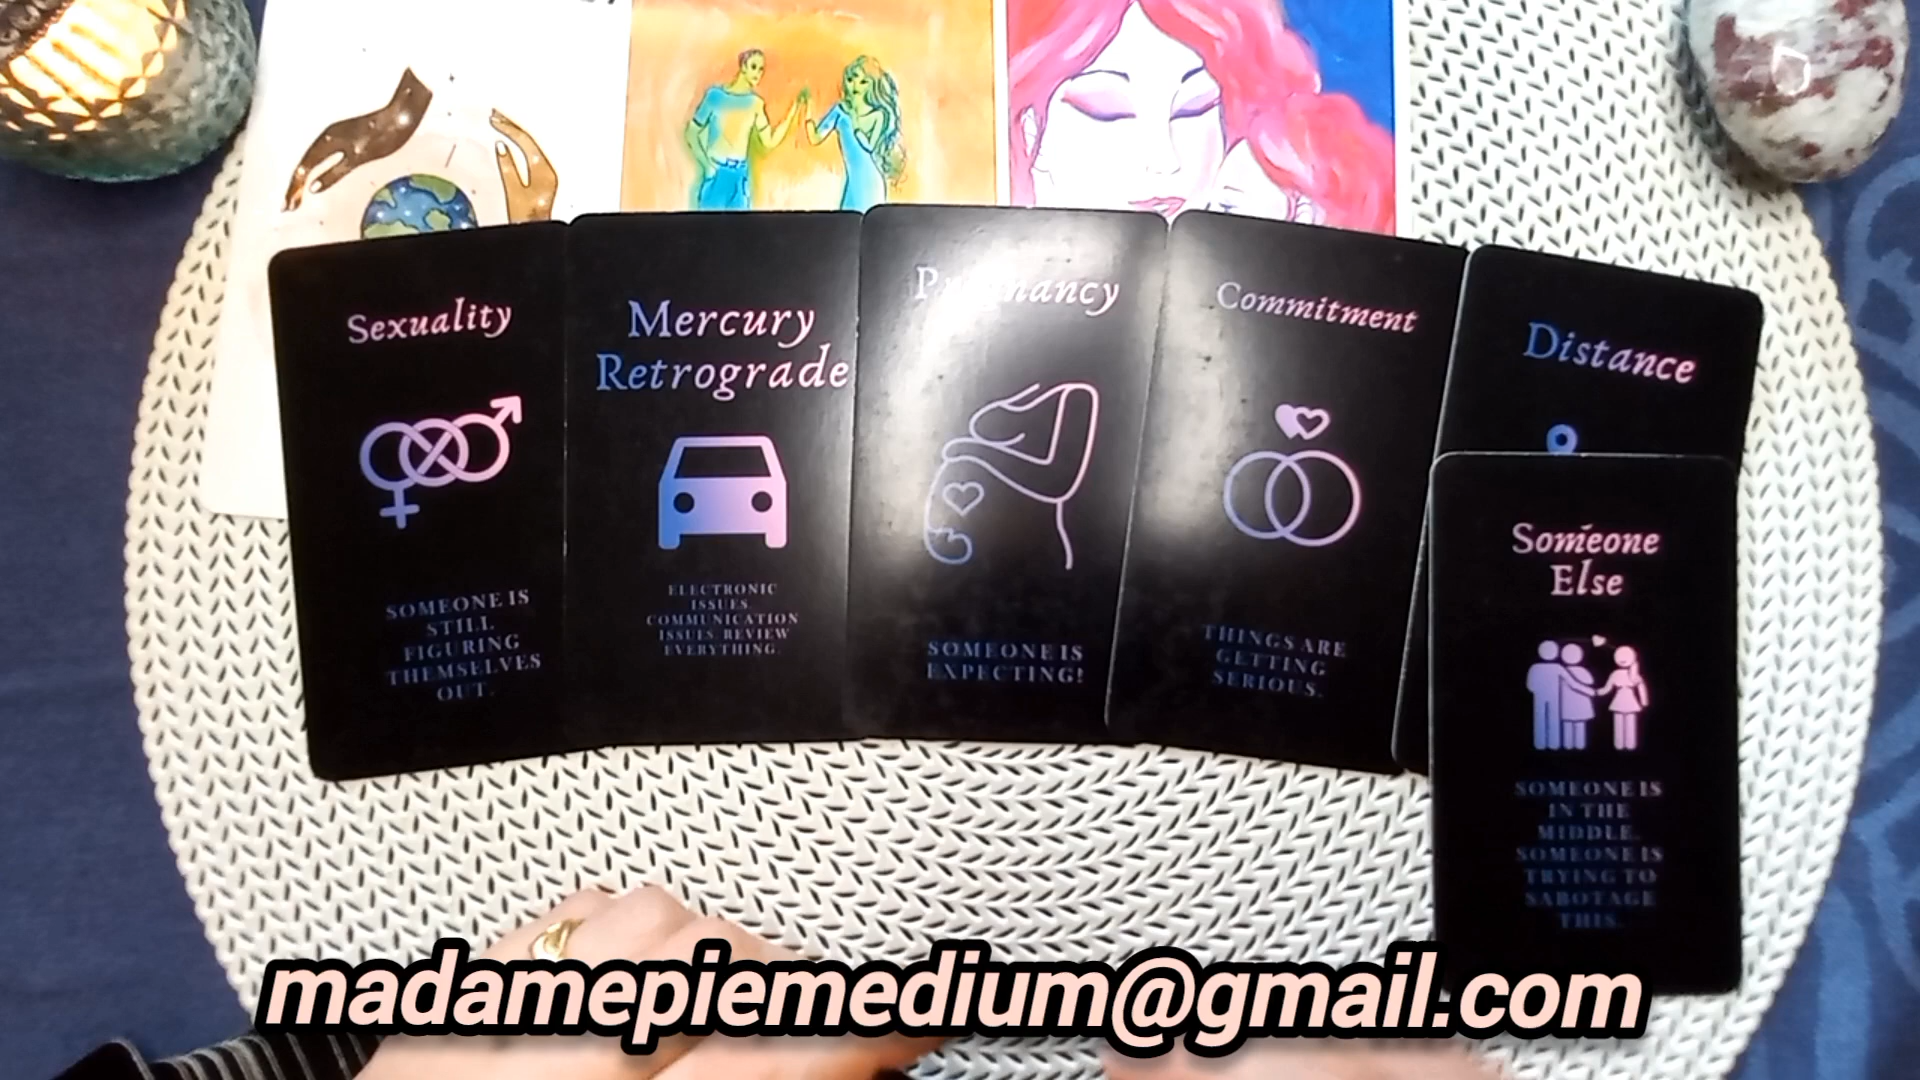 Sexuality
SOMEONE IS
STILL
FIGURING
THEMSELVES
OUT.
Mercury
Retrograde
ELECTRONIC
ISSUES.
COMMUNICATION
ISSUES. REVIEW
EVERYTHING.
Pregnancy
SOMEONE IS
EXPECTING!
Commitment
THINGS ARE
GETTING
SERIOUS.
Distance
Someone
Else
SOMEONE IS
IN THE
MIDDLE.
SOMEONE IS
TRYING TO
SABOTAGE
THIS.
madamepiemedium@gmail.com